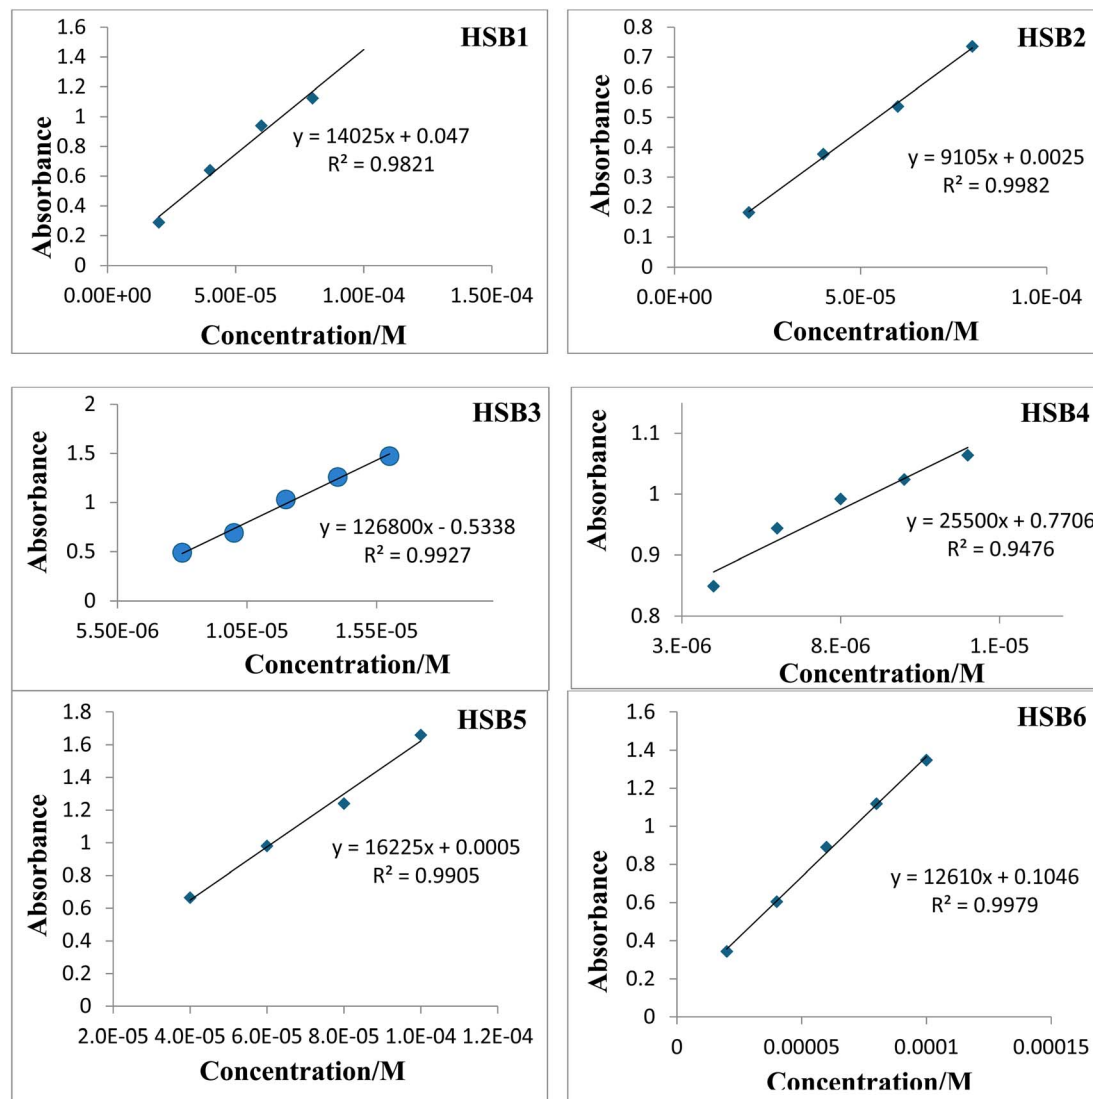 HSB1
1.6
1.4
1.2
1
0.8
0.6
0.4
0.2
0
Absorbance
y = 14025x + 0.047
R² = 0.9821
0.00E+00 5.00E-05 1.00E-04 1.50E-04
Concentration/M
HSB2
0.8
0.7
0.6
0.5
0.4
0.3
0.2
0.1
0
Absorbance
y = 9105x + 0.0025
R² = 0.9982
0.0E+00 5.0E-05 1.0E-04
Concentration/M
HSB3
2
1.5
1
0.5
0
Absorbance
y = 126800x - 0.5338
R² = 0.9927
5.50E-06 1.05E-05 1.55E-05
Concentration/M
HSB4
1.1
1
0.9
0.8
Absorbance
y = 25500x + 0.7706
R² = 0.9476
3.E-06 8.E-06 1.E-05
Concentration/M
HSB5
1.8
1.6
1.4
1.2
1
0.8
0.6
0.4
0.2
0
Absorbance
y = 16225x + 0.0005
R² = 0.9905
2.0E-05 4.0E-05 6.0E-05 8.0E-05 1.0E-04 1.2E-04
Concentration/M
HSB6
1.6
1.4
1.2
1
0.8
0.6
0.4
0.2
0
Absorbance
y = 12610x + 0.1046
R² = 0.9979
0 0.00005 0.0001 0.00015
Concentration/M